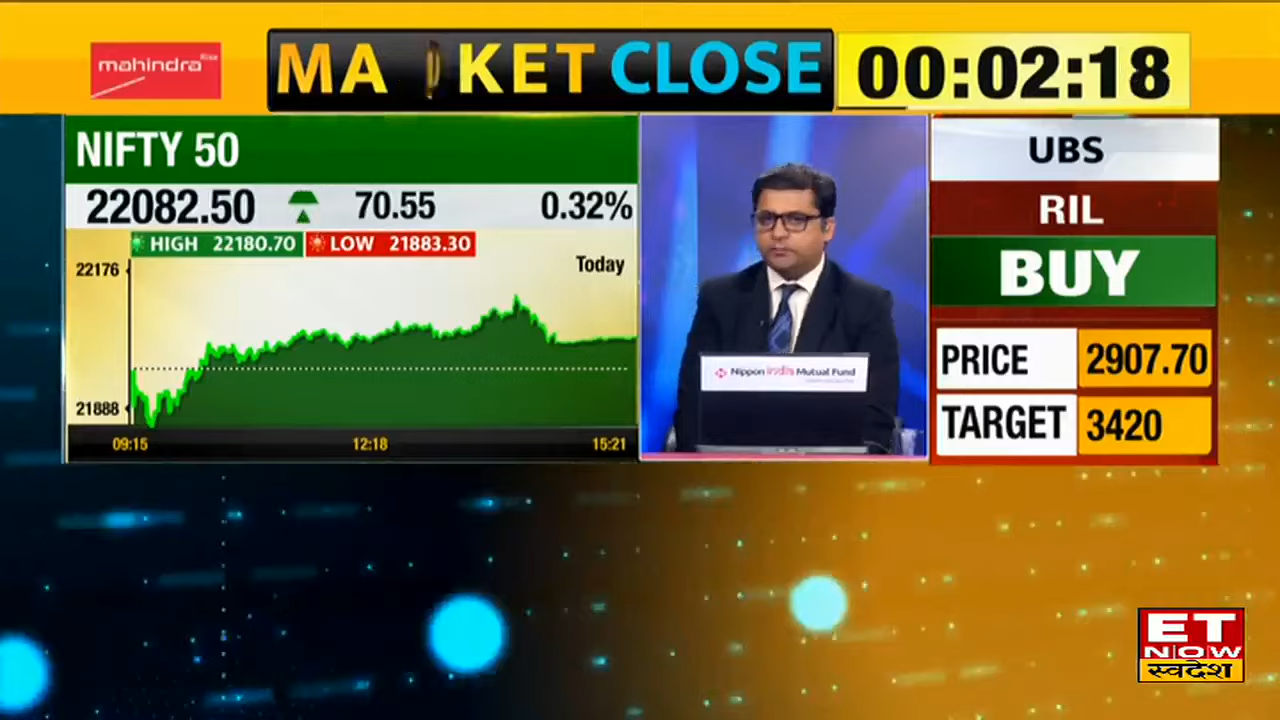 mahindra Rise
MA KET CLOSE 00:02:18
NIFTY 50
22082.50 70.55 0.32%
HIGH 22180.70 LOW 21883.30
Today
22176
21888
09:15 12:18 15:21
Nippon india Mutual Fund
UBS
RIL
BUY
PRICE 2907.70
TARGET 3420
ET
NOW
स्वदेश